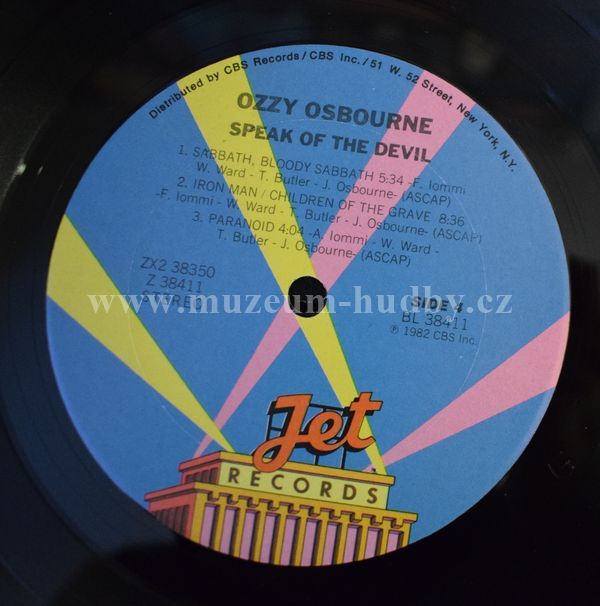 Distributed by CBS Records/CBS Inc./51 W. 52 Street, New York, N.Y.
OZZY OSBOURNE
SPEAK OF THE DEVIL
1. SABBATH, BLOODY SABBATH 5:34 -F. Iommi
W. Ward - T. Butler - J. Osbourne- (ASCAP)
2. IRON MAN/CHILDREN OF THE GRAVE 8:36
-F. Iommi - W. Ward - T. Butler - J. Osbourne- (ASCAP)
3. PARANOID 4:04 -A. Iommi - W. Ward -
T. Butler - J. Osbourne- (ASCAP)
ZX2 38350
Z 38411
STEREO
SIDE 4
BL 38411
℗ 1982 CBS Inc.
www.muzeum-hudby.cz
Jet
RECORDS